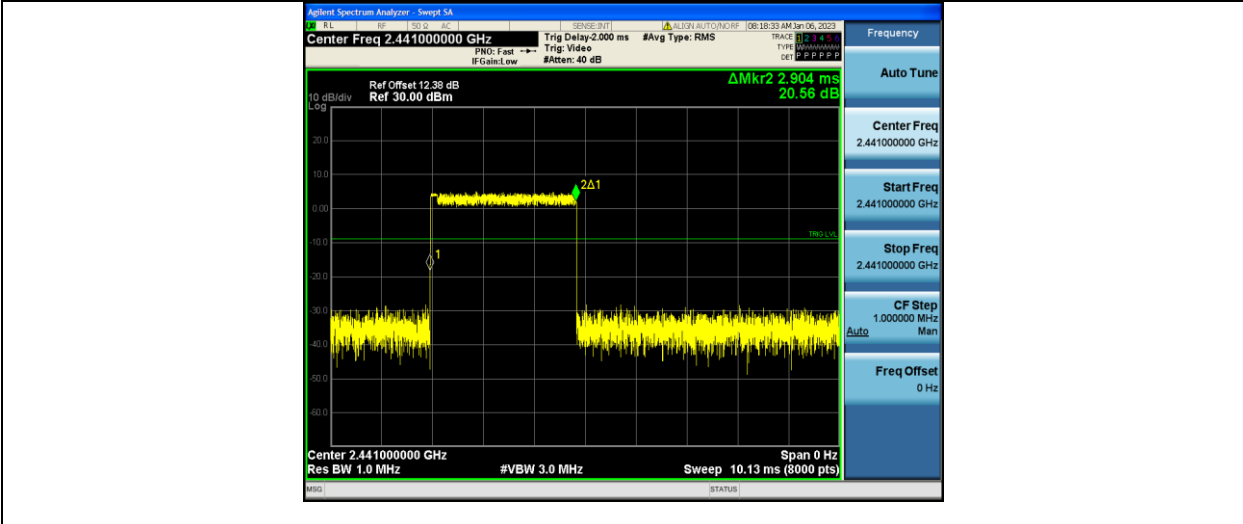 Agilent Spectrum Analyzer - Swept SA
RL RF 50 Ω AC SENSE:INT ALIGN AUTO/NO RF 08:18:33 AM Jan 06, 2023
Center Freq 2.441000000 GHz
PNO: Fast
IFGain:Low
Trig Delay-2.000 ms
Trig: Video
#Atten: 40 dB
#Avg Type: RMS
TRACE 1 2 3 4 5 6
TYPE
DET P P P P P P
ΔMkr2 2.904 ms
20.56 dB
Ref Offset 12.38 dB
10 dB/div Ref 30.00 dBm
Log
20.0
10.0
0.00
-10.0
-20.0
-30.0
-40.0
-50.0
-60.0
2Δ1
1
TRIG LVL
Center 2.441000000 GHz Span 0 Hz
Res BW 1.0 MHz #VBW 3.0 MHz Sweep 10.13 ms (8000 pts)
MSG STATUS
Frequency
Auto Tune
Center Freq
2.441000000 GHz
Start Freq
2.441000000 GHz
Stop Freq
2.441000000 GHz
CF Step
1.000000 MHz
Auto Man
Freq Offset
0 Hz